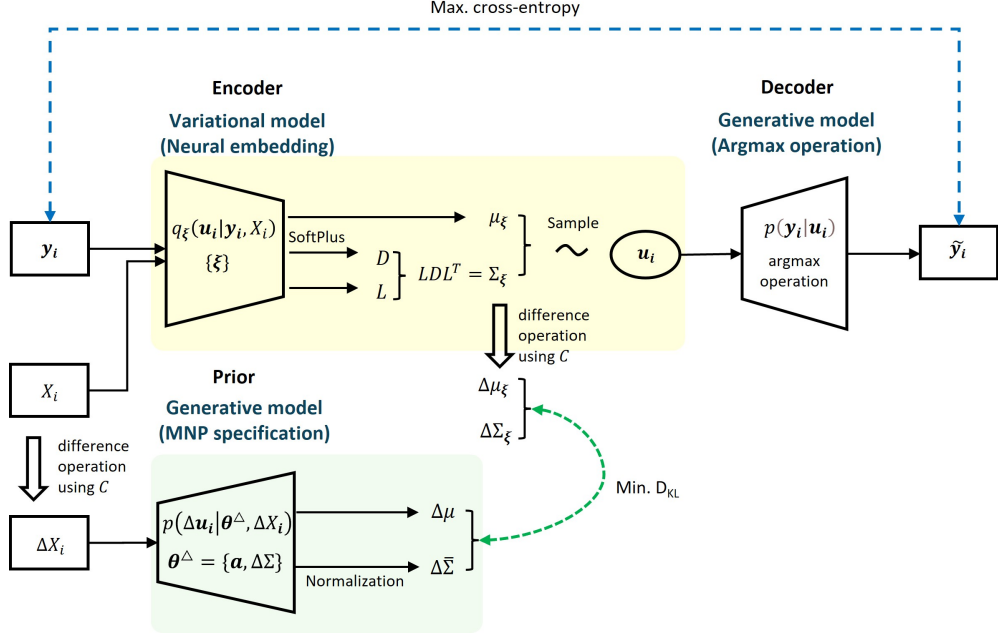 Max. cross-entropy
Encoder
Variational model
(Neural embedding)
Decoder
Generative model
(Argmax operation)
y_i
q_ξ(u_i|y_i, X_i)
{ξ}
SoftPlus
μ_ξ
D
L
LDL^T = Σ_ξ
Sample
u_i
p(y_i|u_i)
argmax
operation
ỹ_i
difference
operation
using C
X_i
Δμ_ξ
ΔΣ_ξ
Prior
Generative model
(MNP specification)
difference
operation
using C
Min. D_KL
ΔX_i
p(Δu_i|θ^△, ΔX_i)
θ^△ = {a, ΔΣ}
Normalization
Δμ
ΔΣ̄